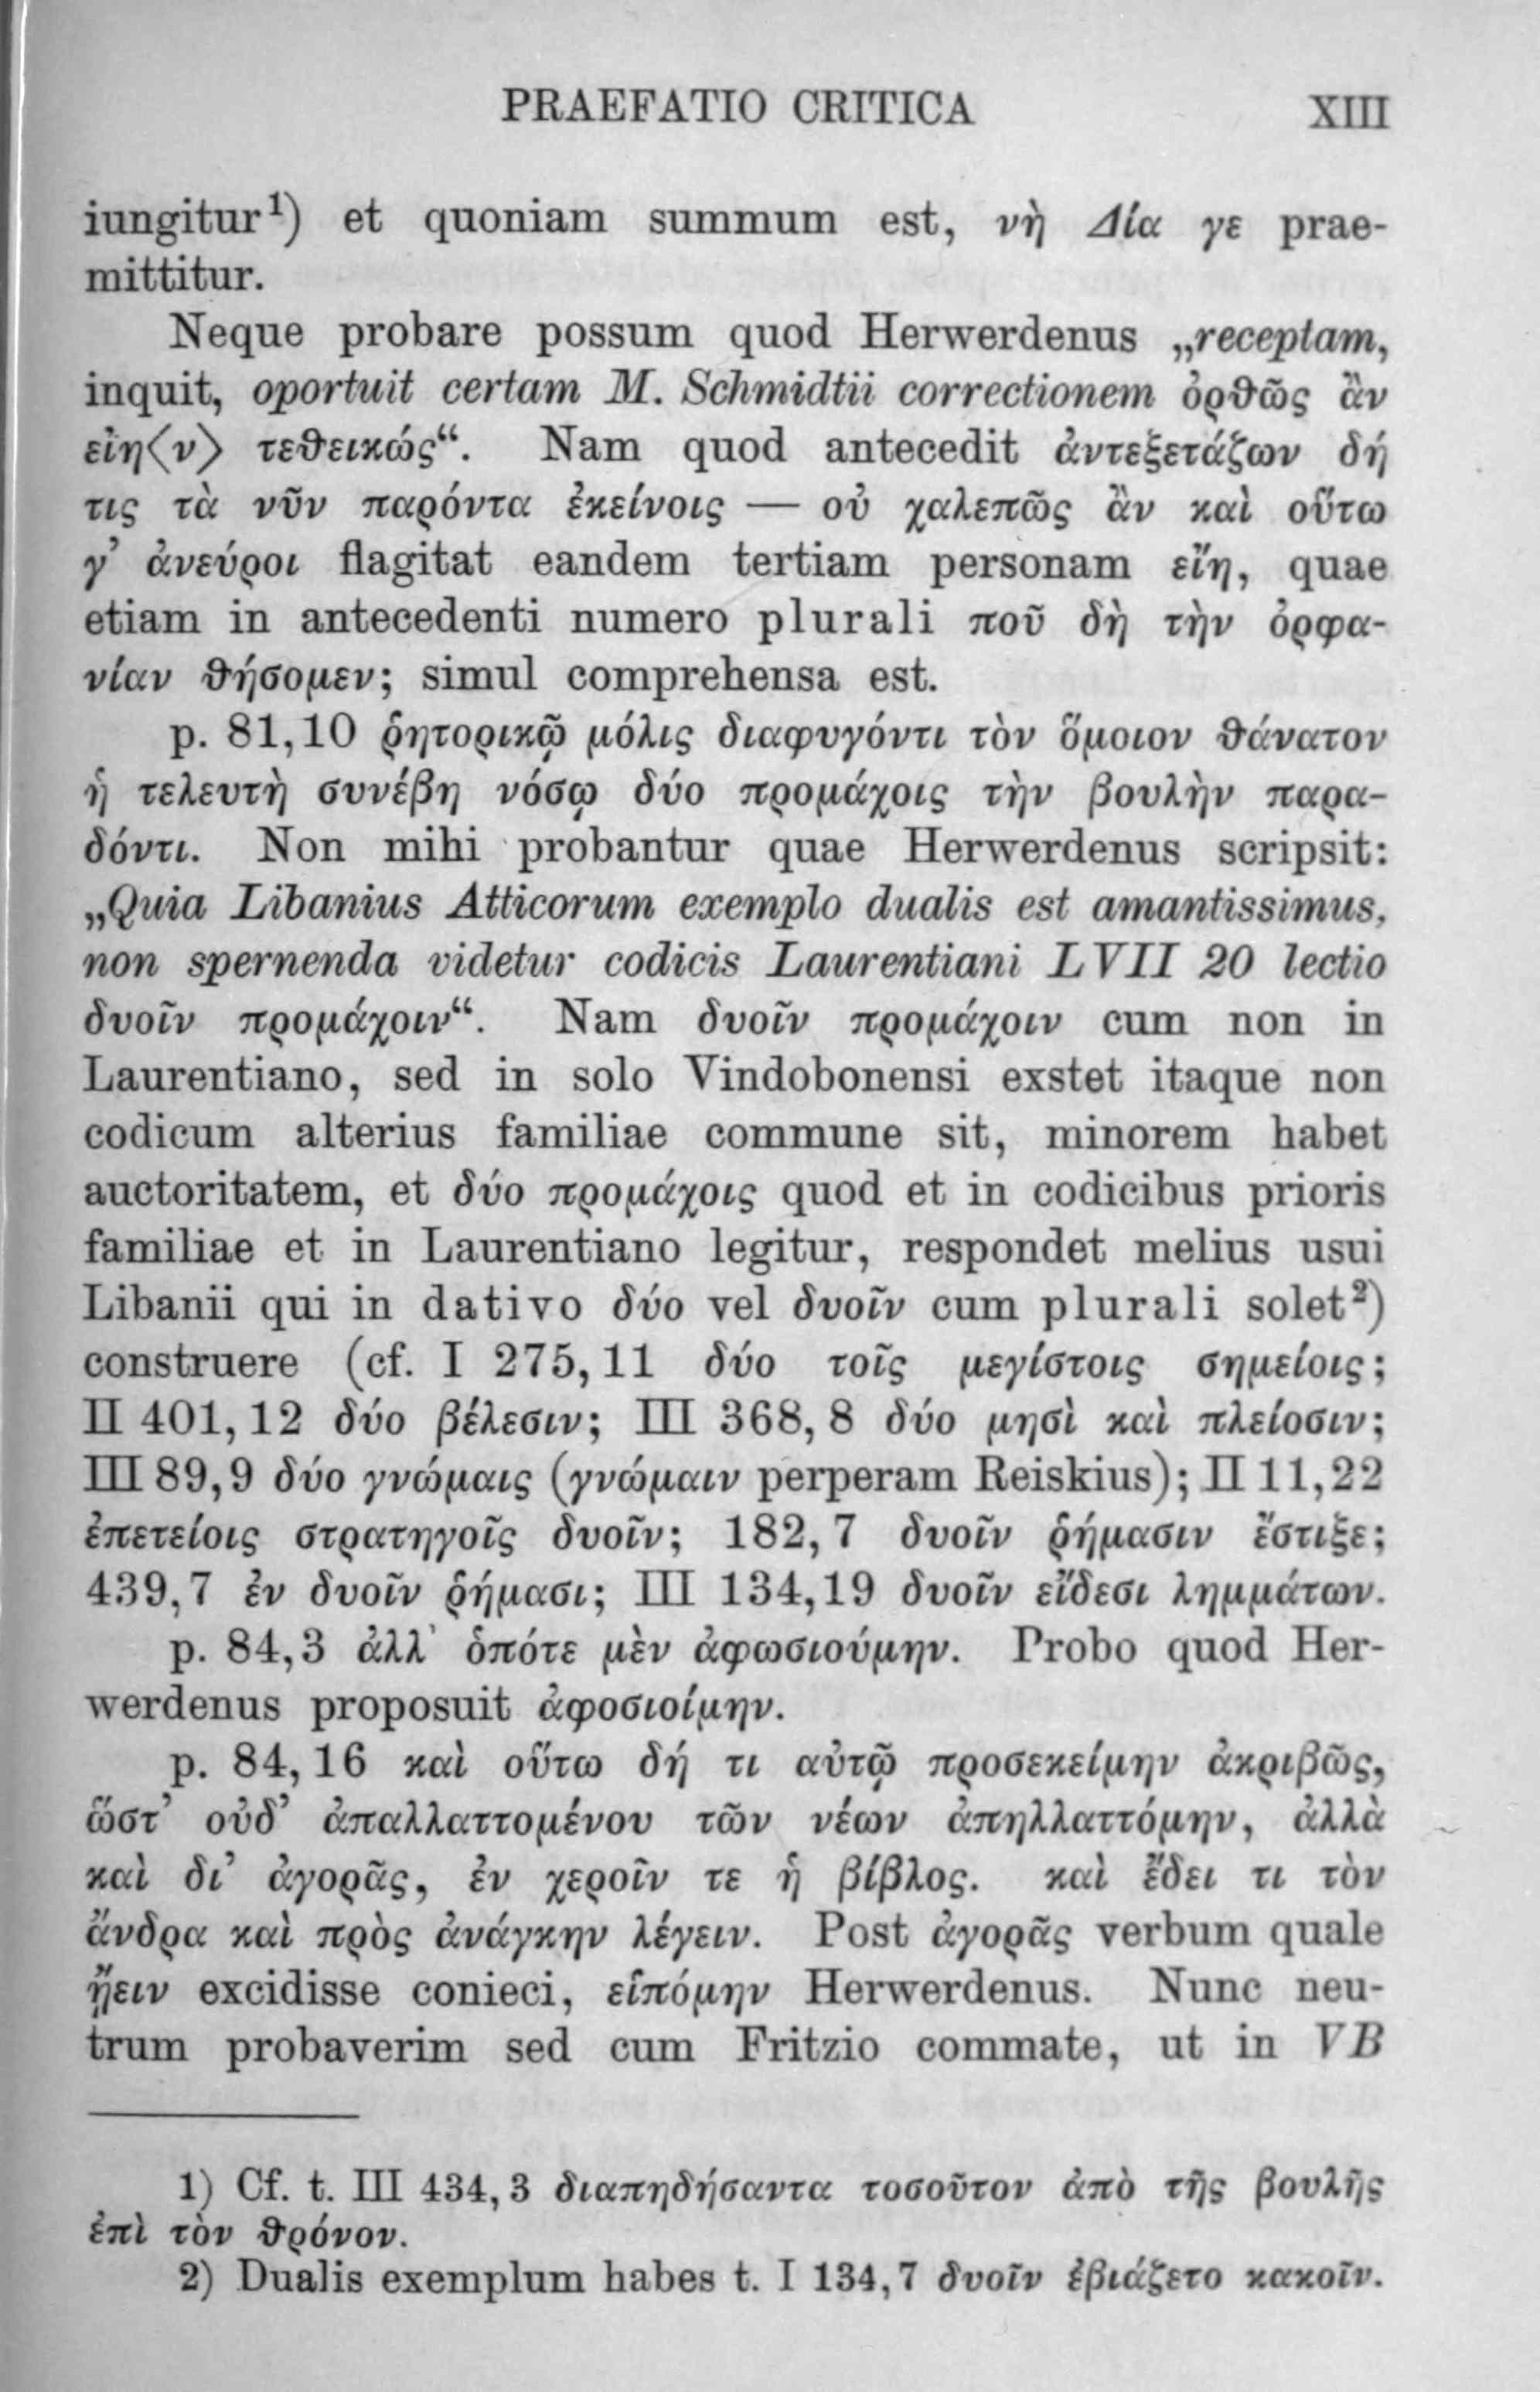 PRAEFATIO CRITICA XIII
iungitur¹) et quoniam summum est, νὴ Δία γε prae-
mittitur.
Neque probare possum quod Herwerdenus „receptam,
inquit, oportuit certam M. Schmidtii correctionem ὀρθῶς ἂν
εἴη⟨ν⟩ τεθεικώς“. Nam quod antecedit ἀντεξετάζων δή
τις τὰ νῦν παρόντα ἐκείνοις — οὐ χαλεπῶς ἂν καὶ οὕτω
γ’ ἀνεύροι flagitat eandem tertiam personam εἴη, quae
etiam in antecedenti numero plurali ποῦ δὴ τὴν ὀρφα-
νίαν θήσομεν; simul comprehensa est.
p. 81,10 ῥητορικῷ μόλις διαφυγόντι τὸν ὅμοιον θάνατον
ἡ τελευτὴ συνέβη νόσῳ δύο προμάχοις τὴν βουλὴν παρα-
δόντι. Non mihi probantur quae Herwerdenus scripsit:
„Quia Libanius Atticorum exemplo dualis est amantissimus,
non spernenda videtur codicis Laurentiani LVII 20 lectio
δυοῖν προμάχοιν“. Nam δυοῖν προμάχοιν cum non in
Laurentiano, sed in solo Vindobonensi exstet itaque non
codicum alterius familiae commune sit, minorem habet
auctoritatem, et δύο προμάχοις quod et in codicibus prioris
familiae et in Laurentiano legitur, respondet melius usui
Libanii qui in dativo δύο vel δυοῖν cum plurali solet²)
construere (cf. I 275,11 δύο τοῖς μεγίστοις σημείοις;
II 401,12 δύο βέλεσιν; III 368,8 δύο μησὶ καὶ πλείοσιν;
III 89,9 δύο γνώμαις (γνώμαιν perperam Reiskius); II 11,22
ἐπετείοις στρατηγοῖς δυοῖν; 182,7 δυοῖν ῥήμασιν ἔστιξε;
439,7 ἐν δυοῖν ῥήμασι; III 134,19 δυοῖν εἴδεσι λημμάτων.
p. 84,3 ἀλλ’ ὁπότε μὲν ἀφωσιούμην. Probo quod Her-
werdenus proposuit ἀφοσιοίμην.
p. 84,16 καὶ οὕτω δή τι αὐτῷ προσεκείμην ἀκριβῶς,
ὥστ’ οὐδ’ ἀπαλλαττομένου τῶν νέων ἀπηλλαττόμην, ἀλλὰ
καὶ δι’ ἀγορᾶς, ἐν χεροῖν τε ἡ βίβλος. καὶ ἔδει τι τὸν
ἄνδρα καὶ πρὸς ἀνάγκην λέγειν. Post ἀγορᾶς verbum quale
ᾔειν excidisse conieci, εἱπόμην Herwerdenus. Nunc neu-
trum probaverim sed cum Fritzio commate, ut in VB
1) Cf. t. III 434,3 διαπηδήσαντα τοσοῦτον ἀπὸ τῆς βουλῆς
ἐπὶ τὸν θρόνον.
2) Dualis exemplum habes t. I 134,7 δυοῖν ἐβιάζετο κακοῖν.